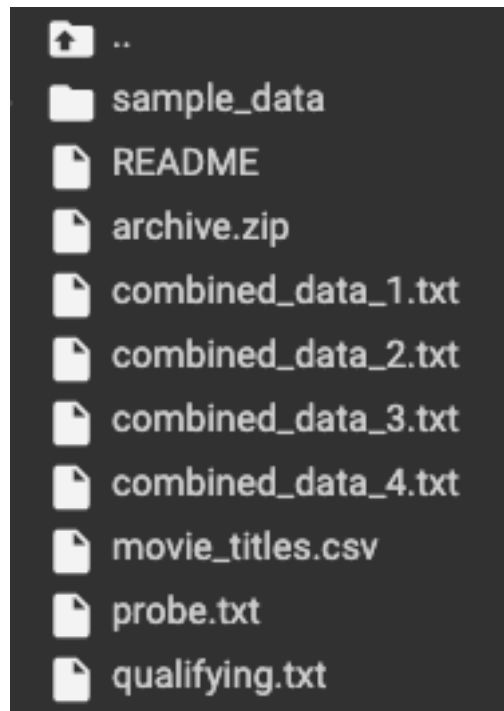 ..
sample_data
README
archive.zip
combined_data_1.txt
combined_data_2.txt
combined_data_3.txt
combined_data_4.txt
movie_titles.csv
probe.txt
qualifying.txt